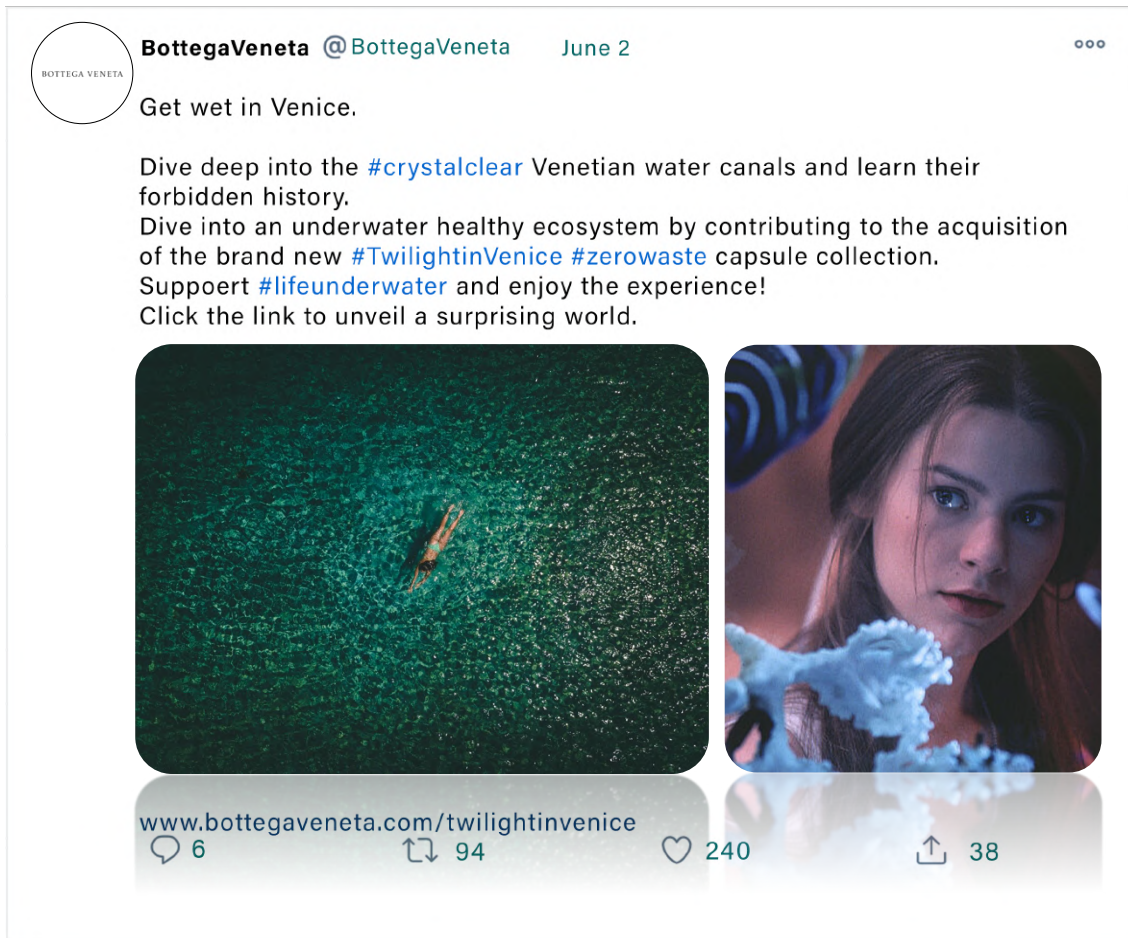 BOTTEGA VENETA
BottegaVeneta @BottegaVeneta June 2
Get wet in Venice.
Dive deep into the #crystalclear Venetian water canals and learn their
forbidden history.
Dive into an underwater healthy ecosystem by contributing to the acquisition
of the brand new #TwilightinVenice #zerowaste capsule collection.
Suppoert #lifeunderwater and enjoy the experience!
Click the link to unveil a surprising world.
www.bottegaveneta.com/twilightinvenice
6 94 240 38